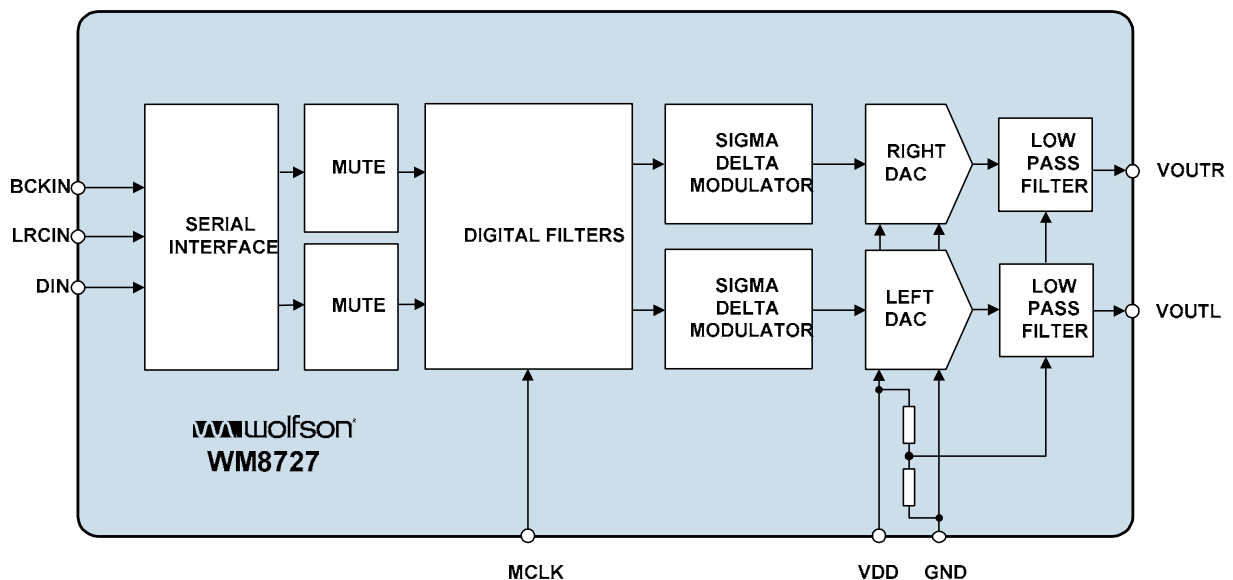 BCKIN
LRCIN
DIN
SERIAL
INTERFACE
MUTE
MUTE
DIGITAL FILTERS
SIGMA
DELTA
MODULATOR
SIGMA
DELTA
MODULATOR
RIGHT
DAC
LEFT
DAC
LOW
PASS
FILTER
LOW
PASS
FILTER
VOUTR
VOUTL
wolfson
WM8727
MCLK
VDD
GND